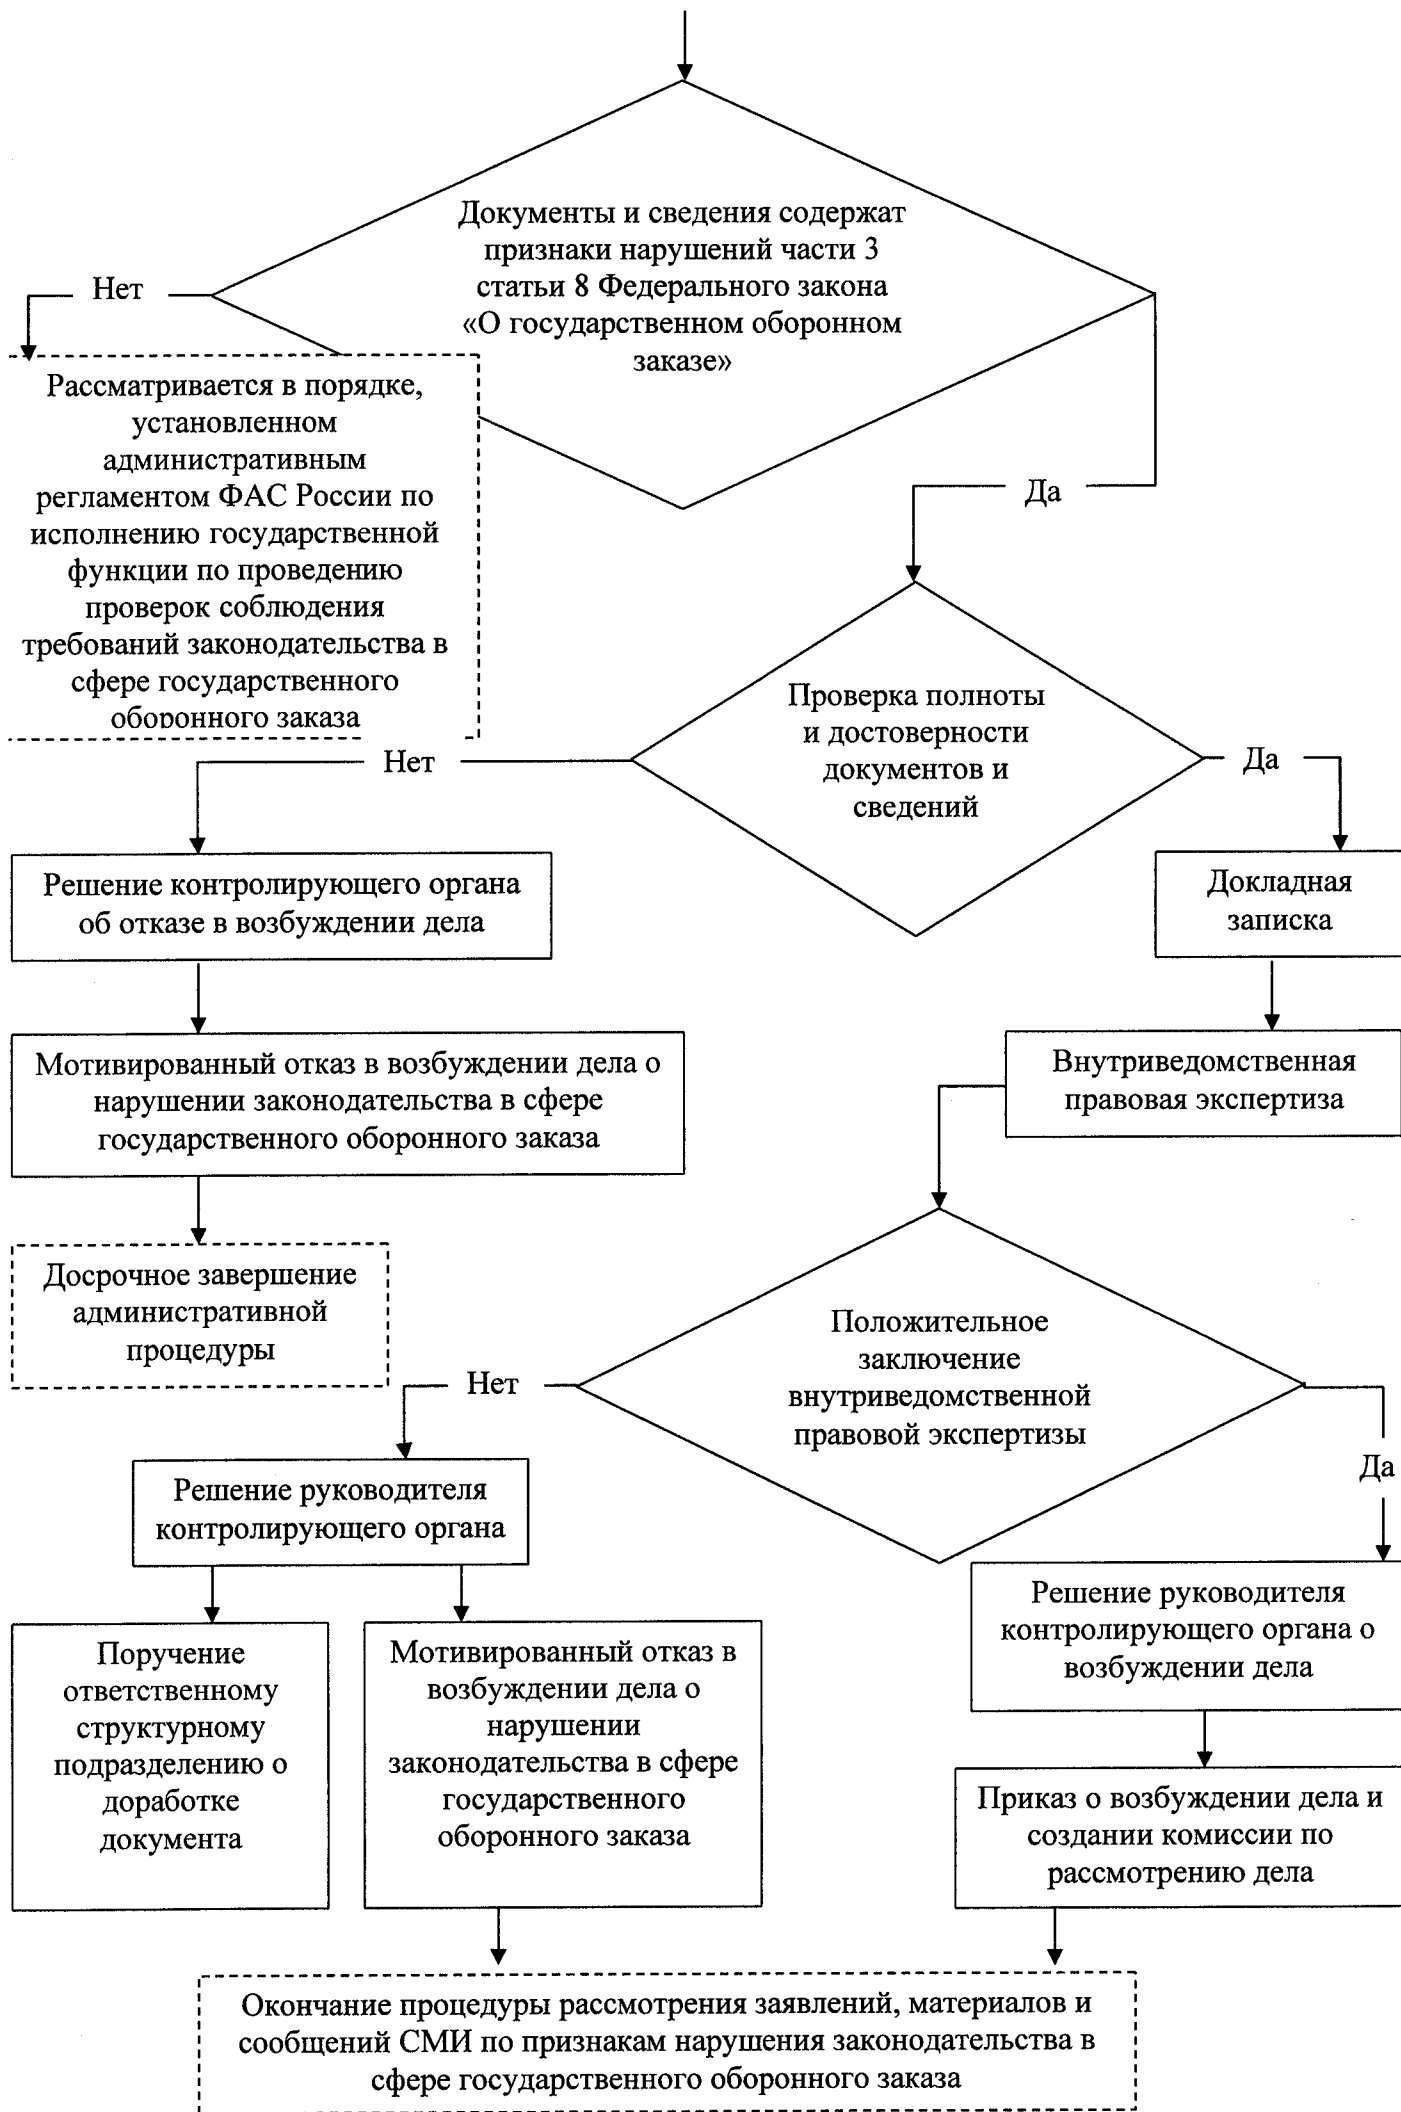 Документы и сведения содержат
признаки нарушений части 3
статьи 8 Федерального закона
«О государственном оборонном
заказе»
Нет
Рассматривается в порядке,
установленном
административным
регламентом ФАС России по
исполнению государственной
функции по проведению
проверок соблюдения
требований законодательства в
сфере государственного
оборонного заказа
Да
Проверка полноты
и достоверности
документов и
сведений
Нет
Да
Решение контролирующего органа
об отказе в возбуждении дела
Докладная
записка
Мотивированный отказ в возбуждении дела о
нарушении законодательства в сфере
государственного оборонного заказа
Внутриведомственная
правовая экспертиза
Досрочное завершение
административной
процедуры
Положительное
заключение
внутриведомственной
правовой экспертизы
Нет
Да
Решение руководителя
контролирующего органа
Решение руководителя
контролирующего органа о
возбуждении дела
Поручение
ответственному
структурному
подразделению о
доработке
документа
Мотивированный отказ в
возбуждении дела о
нарушении
законодательства в сфере
государственного
оборонного заказа
Приказ о возбуждении дела и
создании комиссии по
рассмотрению дела
Окончание процедуры рассмотрения заявлений, материалов и
сообщений СМИ по признакам нарушения законодательства в
сфере государственного оборонного заказа